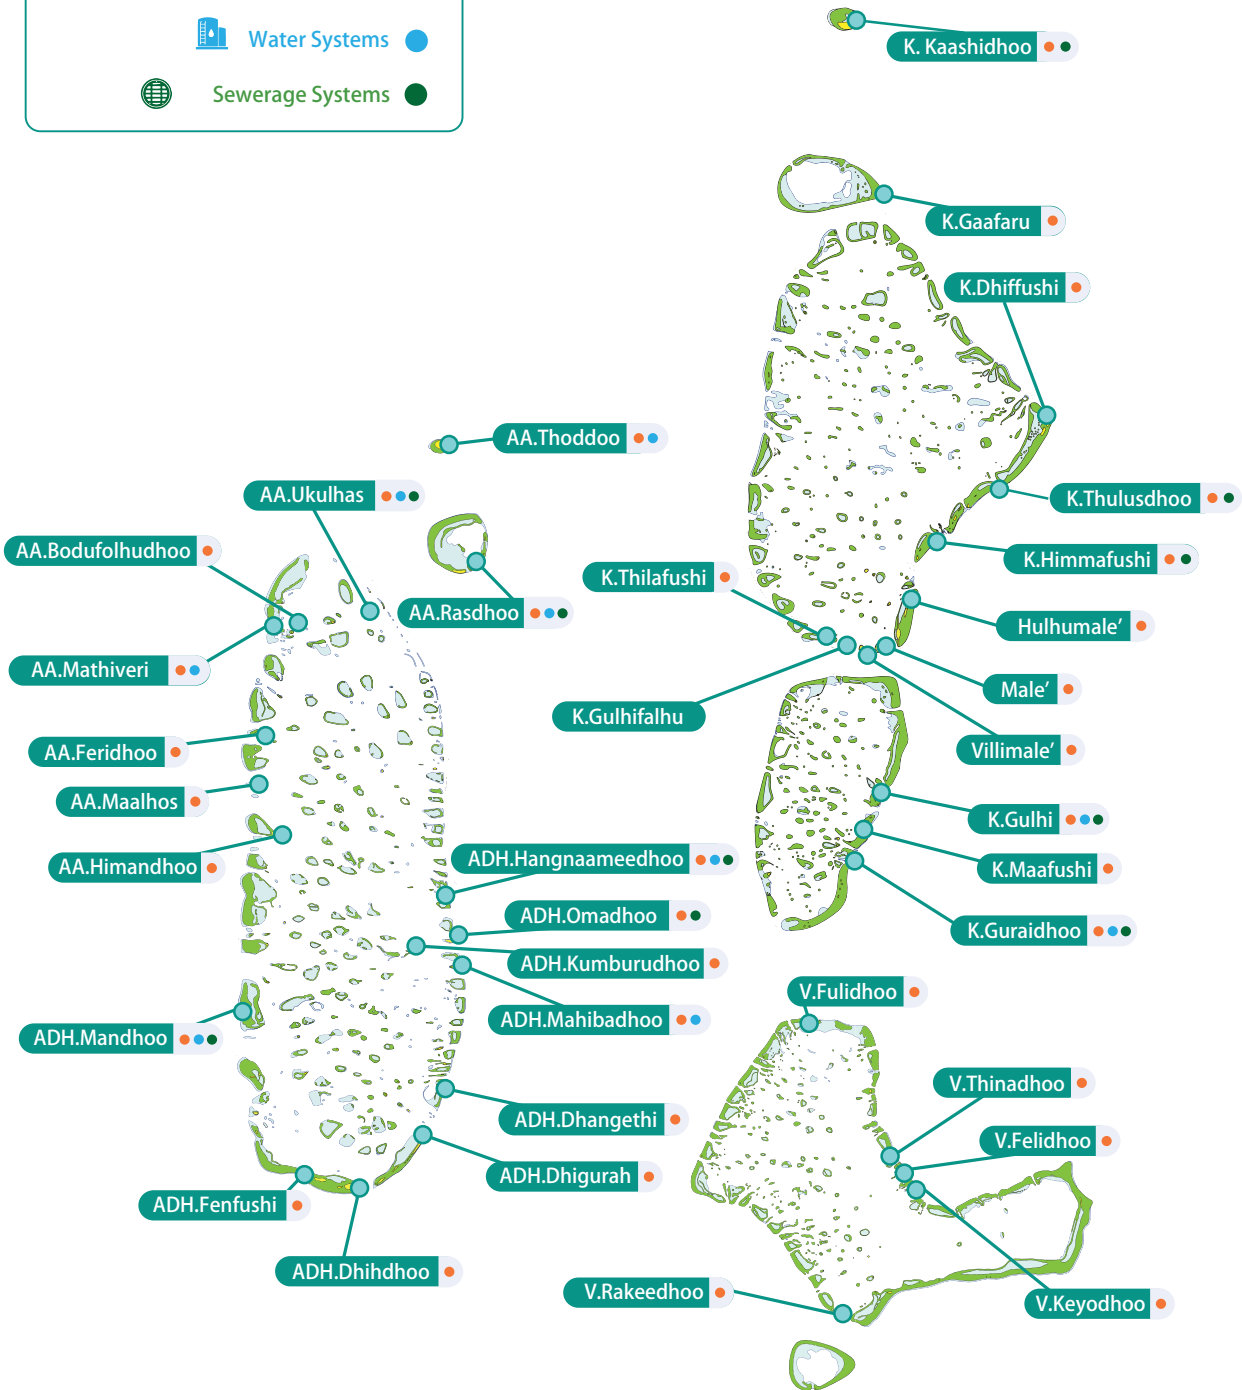 Water Systems
Sewerage Systems
K. Kaashidhoo
K.Gaafaru
K.Dhiffushi
AA.Thoddoo
AA.Ukulhas
K.Thulusdhoo
AA.Bodufolhudhoo
K.Himmafushi
K.Thilafushi
AA.Rasdhoo
Hulhumale’
AA.Mathiveri
Male’
K.Gulhifalhu
AA.Feridhoo
Villimale’
AA.Maalhos
K.Gulhi
ADH.Hangnaameedhoo
AA.Himandhoo
K.Maafushi
ADH.Omadhoo
K.Guraidhoo
ADH.Kumburudhoo
V.Fulidhoo
ADH.Mahibadhoo
ADH.Mandhoo
V.Thinadhoo
ADH.Dhangethi
V.Felidhoo
ADH.Dhigurah
ADH.Fenfushi
ADH.Dhihdhoo
V.Rakeedhoo
V.Keyodhoo